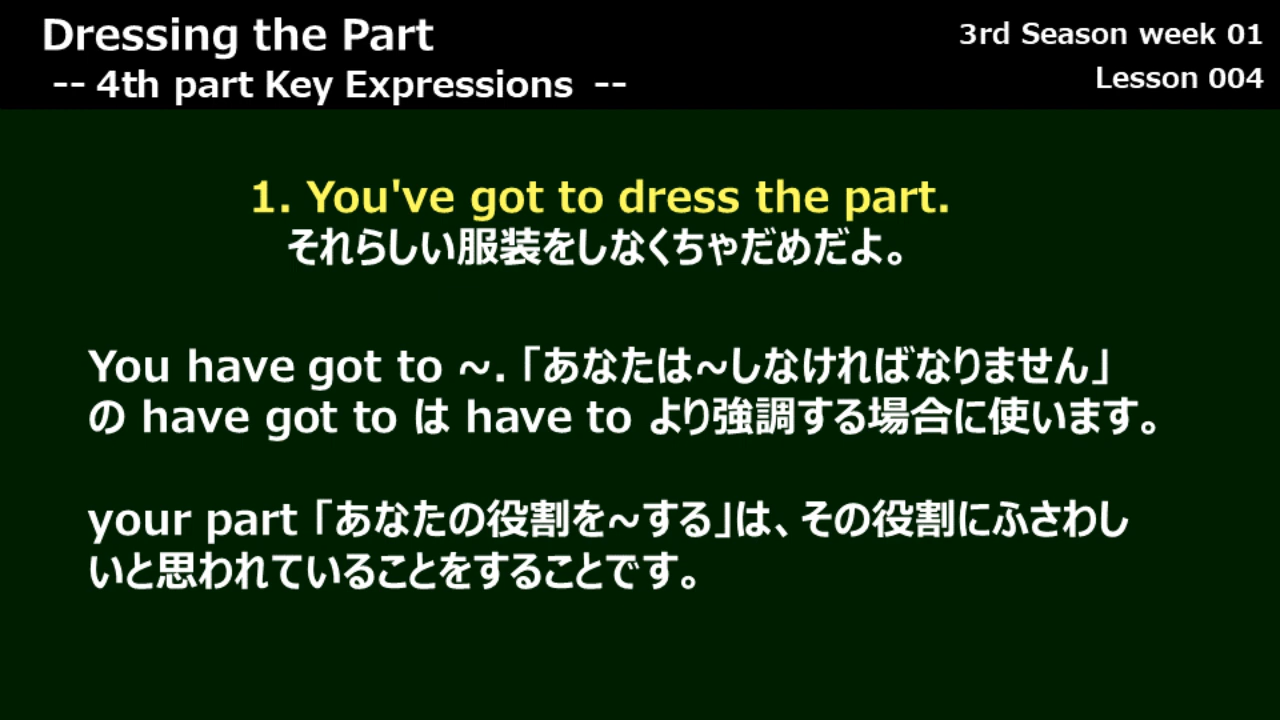 Dressing the Part
3rd Season week 01
-- 4th part Key Expressions --
Lesson 004
1. You've got to dress the part.
それらしい服装をしなくちゃだめだよ。
You have got to ~. 「あなたは~しなければなりません」
の have got to は have to より強調する場合に使います。
your part 「あなたの役割を~する」は、その役割にふさわし
いと思われていることをすることです。